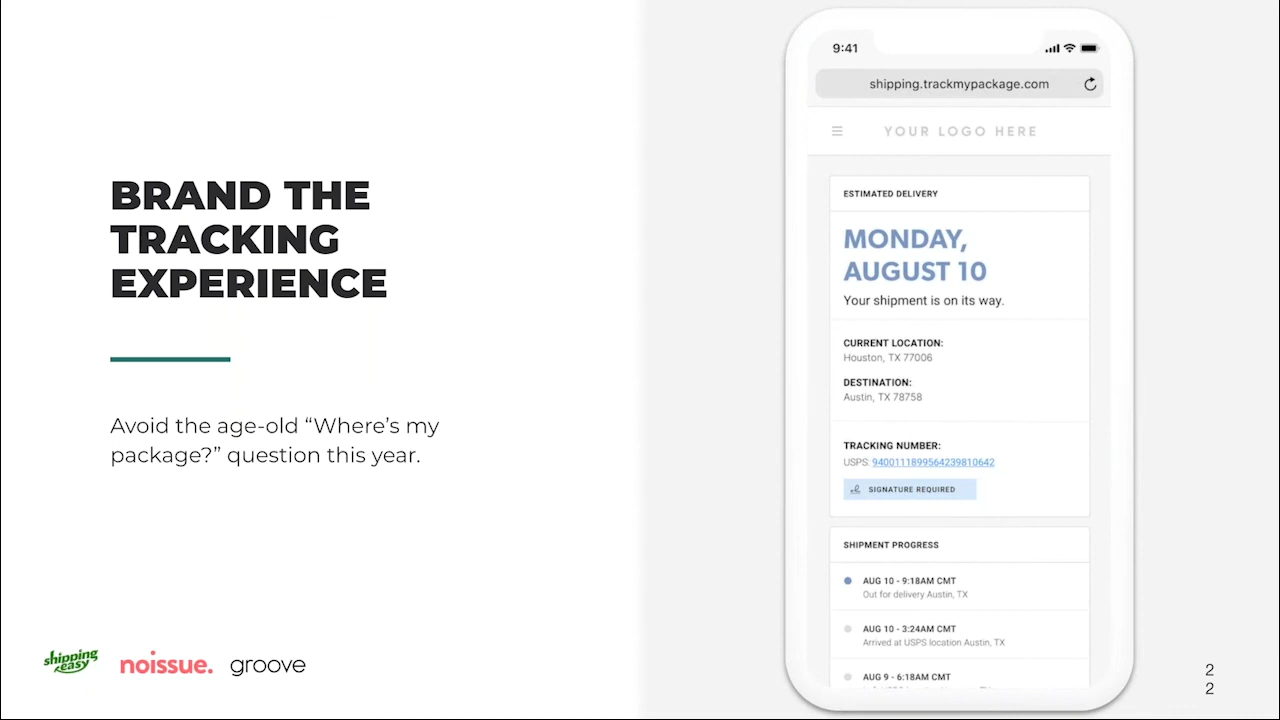 BRAND THE
TRACKING
EXPERIENCE
Avoid the age-old “Where’s my
package?” question this year.
shipping
easy
noissue.
groove
9:41
shipping.trackmypackage.com
YOUR LOGO HERE
ESTIMATED DELIVERY
MONDAY,
AUGUST 10
Your shipment is on its way.
CURRENT LOCATION:
Houston, TX 77006
DESTINATION:
Austin, TX 78758
TRACKING NUMBER:
USPS: 9400111899564239810642
SIGNATURE REQUIRED
SHIPMENT PROGRESS
AUG 10 - 9:18AM CMT
Out for delivery Austin, TX
AUG 10 - 3:24AM CMT
Arrived at USPS location Austin, TX
AUG 9 - 6:18AM CMT
2
2